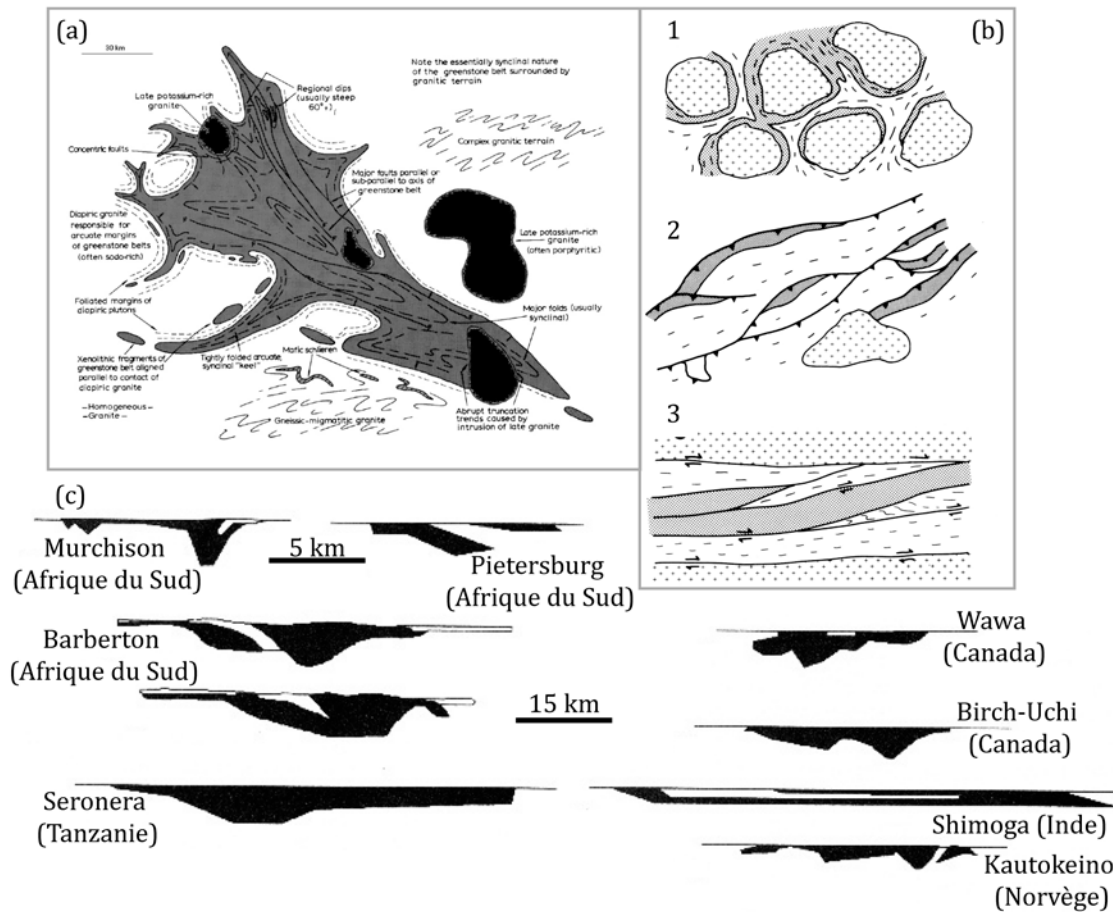 (a)
30 km
Note the essentially synclinal nature
of the greenstone belt surrounded by
granitic terrain
Late potassium-rich
granite
Regional dips
(usually steep
60°±)
Concentric faults
Complex granitic terrain
Major faults parallel or
sub-parallel to axis of
greenstone belt
Diapiric granite
responsible for
arcuate margins
of greenstone belts
(often soda-rich)
Late potassium-rich
granite
(often porphyritic)
Foliated margins of
diapiric plutons
Major folds (usually
synclinal)
Xenolithic fragments of
greenstone belt aligned
parallel to contact of
diapiric granite
Tightly folded arcuate
synclinal "keel"
Mafic schlieren
—Homogeneous—
—Granite—
Gneissic-migmatitic granite
Abrupt truncation
trends caused by
intrusion of late granite
(b)
1
2
3
(c)
Murchison
(Afrique du Sud)
5 km
Pietersburg
(Afrique du Sud)
Barberton
(Afrique du Sud)
Wawa
(Canada)
15 km
Birch-Uchi
(Canada)
Seronera
(Tanzanie)
Shimoga (Inde)
Kautokeino
(Norvège)